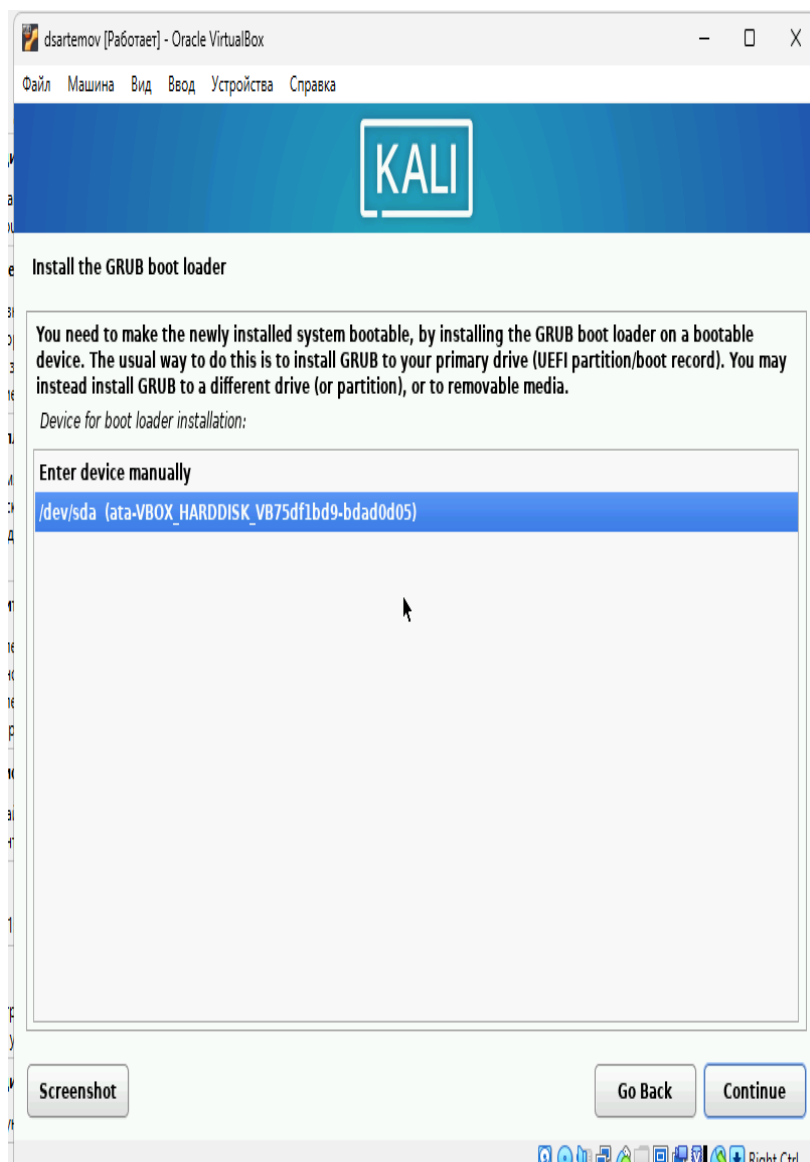 dsartemov [Работает] - Oracle VirtualBox
Файл Машина Вид Ввод Устройства Справка
KALI
Install the GRUB boot loader
You need to make the newly installed system bootable, by installing the GRUB boot loader on a bootable
device. The usual way to do this is to install GRUB to your primary drive (UEFI partition/boot record). You may
instead install GRUB to a different drive (or partition), or to removable media.
Device for boot loader installation:
Enter device manually
/dev/sda (ata-VBOX_HARDDISK_VB75df1bd9-bdad0d05)
Screenshot Go Back Continue
Right Ctrl